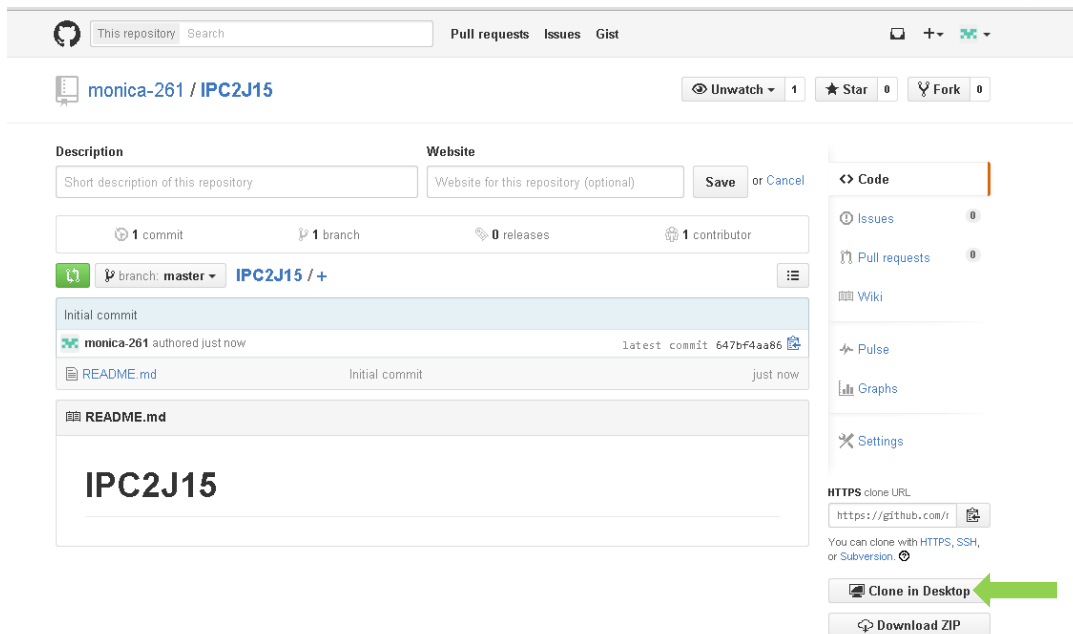 This repository Search Pull requests Issues Gist
monica-261 / IPC2J15
Unwatch 1 Star 0 Fork 0
Description Website
Short description of this repository Website for this repository (optional) Save or Cancel
1 commit 1 branch 0 releases 1 contributor
branch: master IPC2J15 / +
Initial commit
monica-261 authored just now latest commit 647bf4aa86
README.md Initial commit just now
README.md
IPC2J15
Code
Issues 0
Pull requests 0
Wiki
Pulse
Graphs
Settings
HTTPS clone URL
https://github.com/r
You can clone with HTTPS, SSH,
or Subversion.
Clone in Desktop
Download ZIP